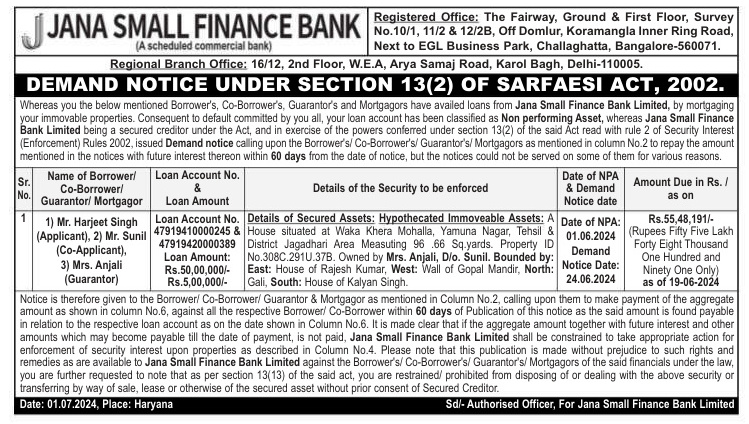 JANA SMALL FINANCE BANK
(A scheduled commercial bank)
Registered Office: The Fairway, Ground & First Floor, Survey
No.10/1, 11/2 & 12/2B, Off Domlur, Koramangla Inner Ring Road,
Next to EGL Business Park, Challaghatta, Bangalore-560071.
Regional Branch Office: 16/12, 2nd Floor, W.E.A, Arya Samaj Road, Karol Bagh, Delhi-110005.
DEMAND NOTICE UNDER SECTION 13(2) OF SARFAESI ACT, 2002.
Whereas you the below mentioned Borrower's, Co-Borrower's, Guarantor's and Mortgagors have availed loans from Jana Small Finance Bank Limited, by mortgaging
your immovable properties. Consequent to default committed by you all, your loan account has been classified as Non performing Asset, whereas Jana Small Finance
Bank Limited being a secured creditor under the Act, and in exercise of the powers conferred under section 13(2) of the said Act read with rule 2 of Security Interest
(Enforcement) Rules 2002, issued Demand notice calling upon the Borrower's/ Co-Borrower's/ Guarantor's/ Mortgagors as mentioned in column No.2 to repay the amount
mentioned in the notices with future interest thereon within 60 days from the date of notice, but the notices could not be served on some of them for various reasons.
Sr.
No.
Name of Borrower/
Co-Borrower/
Guarantor/ Mortgagor
Loan Account No.
&
Loan Amount
Details of the Security to be enforced
Date of NPA
& Demand
Notice date
Amount Due in Rs. /
as on
1
1) Mr. Harjeet Singh
(Applicant), 2) Mr. Sunil
(Co-Applicant),
3) Mrs. Anjali
(Guarantor)
Loan Account No.
47919410000245 &
47919420000389
Loan Amount:
Rs.50,00,000/-
Rs.5,00,000/-
Details of Secured Assets: Hypothecated Immoveable Assets: A
House situated at Waka Khera Mohalla, Yamuna Nagar, Tehsil &
District Jagadhari Area Measuting 96 .66 Sq.yards. Property ID
No.308C.291U.37B. Owned by Mrs. Anjali, D/o. Sunil. Bounded by:
East: House of Rajesh Kumar, West: Wall of Gopal Mandir, North:
Gali, South: House of Kalyan Singh.
Date of NPA:
01.06.2024
Demand
Notice Date:
24.06.2024
Rs.55,48,191/-
(Rupees Fifty Five Lakh
Forty Eight Thousand
One Hundred and
Ninety One Only)
as of 19-06-2024
Notice is therefore given to the Borrower/ Co-Borrower/ Guarantor & Mortgagor as mentioned in Column No.2, calling upon them to make payment of the aggregate
amount as shown in column No.6, against all the respective Borrower/ Co-Borrower within 60 days of Publication of this notice as the said amount is found payable
in relation to the respective loan account as on the date shown in Column No.6. It is made clear that if the aggregate amount together with future interest and other
amounts which may become payable till the date of payment, is not paid, Jana Small Finance Bank Limited shall be constrained to take appropriate action for
enforcement of security interest upon properties as described in Column No.4. Please note that this publication is made without prejudice to such rights and
remedies as are available to Jana Small Finance Bank Limited against the Borrower's/ Co-Borrower's/ Guarantor's/ Mortgagors of the said financials under the law,
you are further requested to note that as per section 13(13) of the said act, you are restrained/ prohibited from disposing of or dealing with the above security or
transferring by way of sale, lease or otherwise of the secured asset without prior consent of Secured Creditor.
Date: 01.07.2024, Place: Haryana
Sd/- Authorised Officer, For Jana Small Finance Bank Limited